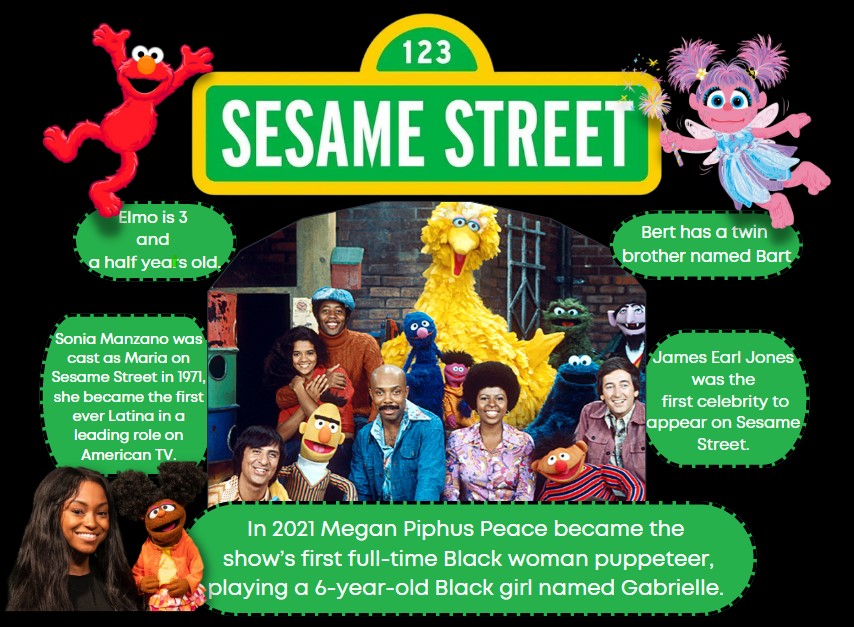 123
SESAME STREET
Elmo is 3
and
a half years old.
Bert has a twin
brother named Bart
Sonia Manzano was
cast as Maria on
Sesame Street in 1971,
she became the first
ever Latina in a
leading role on
American TV.
James Earl Jones
was the
first celebrity to
appear on Sesame
Street.
In 2021 Megan Piphus Peace became the
show's first full-time Black woman puppeteer,
playing a 6-year-old Black girl named Gabrielle.